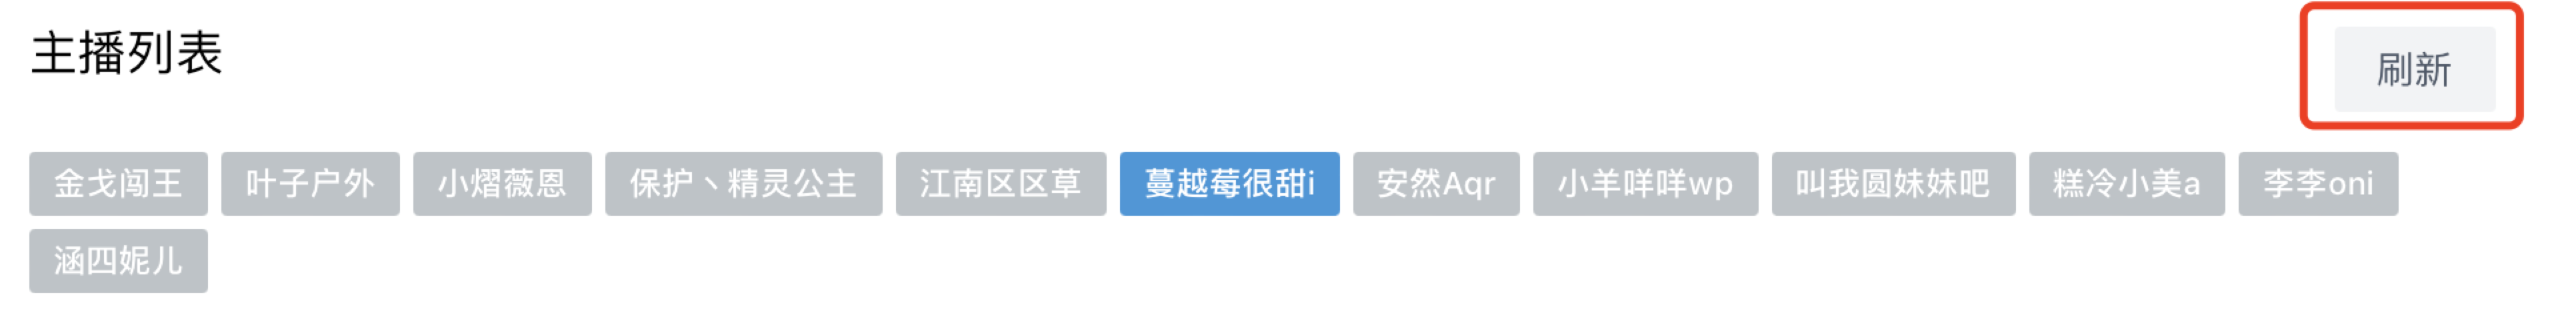 主播列表
刷新
金戈闯王 叶子户外 小熠薇恩 保护丶精灵公主 江南区区草 蔓越莓很甜i 安然Aqr 小羊咩咩wp 叫我圆妹妹吧 糕冷小美a 李李oni
涵四妮儿